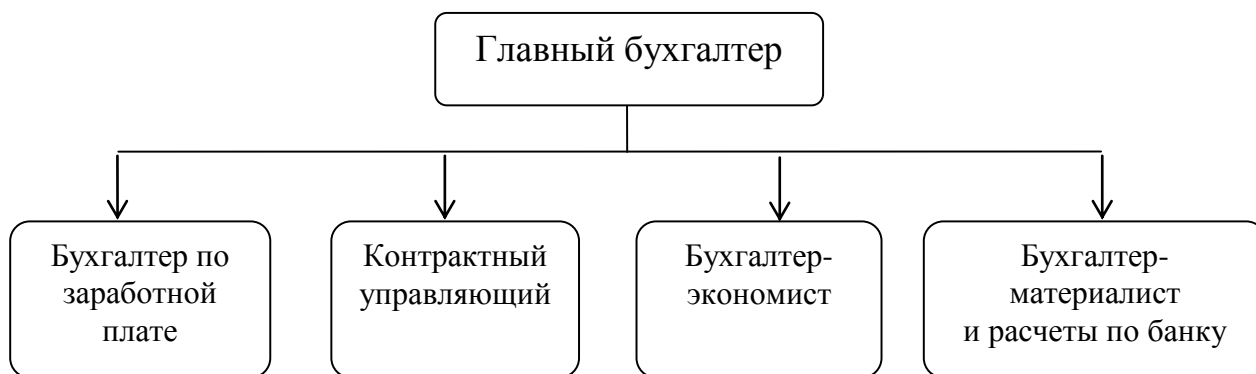 Главный бухгалтер
Бухгалтер по
заработной
плате
Контрактный
управляющий
Бухгалтер-
экономист
Бухгалтер-
материалист
и расчеты по банку